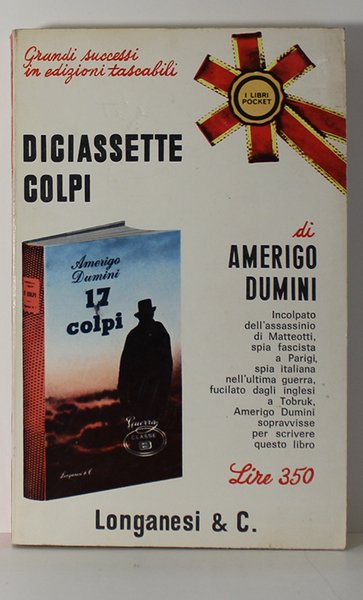 Grandi successi
in edizioni tascabili
I LIBRI
POCKET
DICIASSETTE
COLPI
di
AMERIGO
DUMINI
Amerigo
Dumini
17
colpi
Guerra
CLASSE
Longanesi & C.
Incolpato
dell'assassinio
di Matteotti,
spia fascista
a Parigi,
spia italiana
nell'ultima guerra,
fucilato dagli inglesi
a Tobruk,
Amerigo Dumini
sopravvisse
per scrivere
questo libro
Lire 350
Longanesi & C.